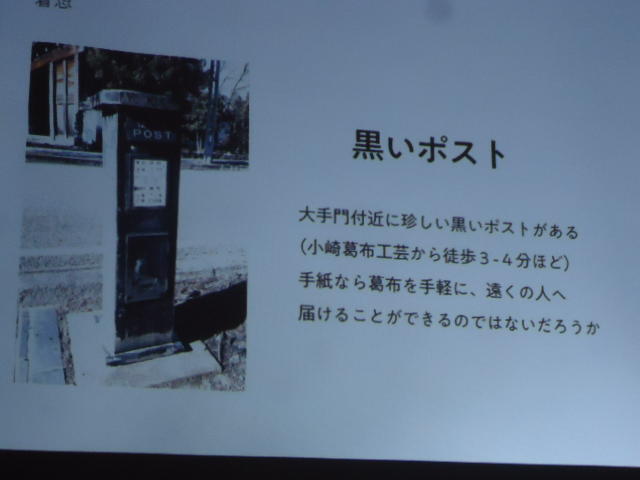 着想
黒いポスト
POST
大手門付近に珍しい黒いポストがある
(小崎葛布工芸から徒歩3-4分ほど)
手紙なら葛布を手軽に、遠くの人へ
届けることができるのではないだろうか